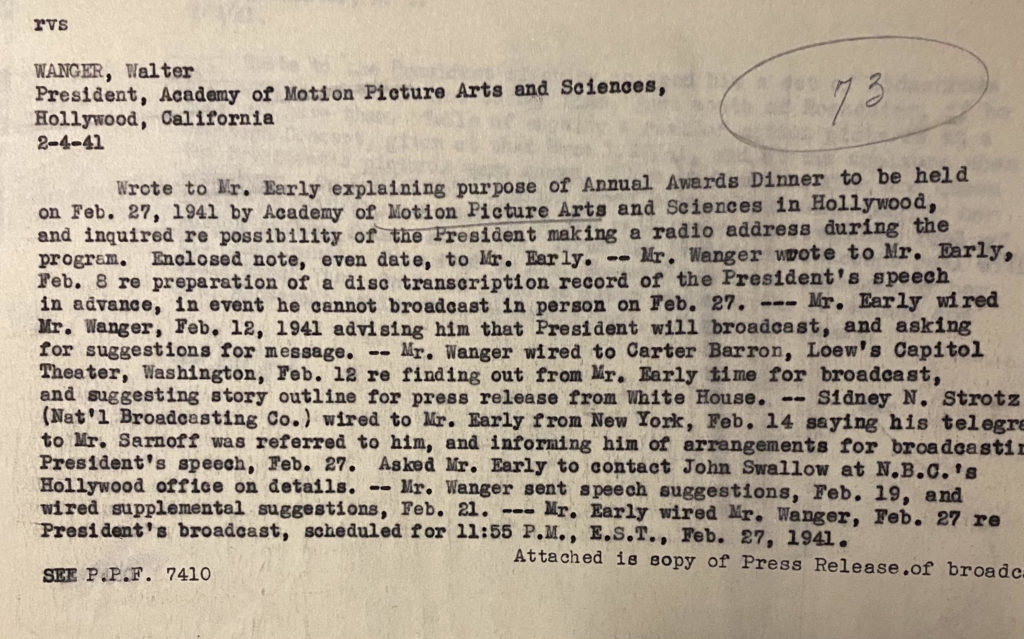 rvs
WANGER, Walter
President, Academy of Motion Picture Arts and Sciences,
Hollywood, California
2-4-41
73
Wrote to Mr. Early explaining purpose of Annual Awards Dinner to be held
on Feb. 27, 1941 by Academy of Motion Picture Arts and Sciences in Hollywood,
and inquired re possibility of the President making a radio address during the
program. Enclosed note, even date, to Mr. Early. -- Mr. Wanger wrote to Mr. Early,
Feb. 8 re preparation of a disc transcription record of the President's speech
in advance, in event he cannot broadcast in person on Feb. 27. --- Mr. Early wired
Mr. Wanger, Feb. 12, 1941 advising him that President will broadcast, and asking
for suggestions for message. -- Mr. Wanger wired to Carter Barron, Loew's Capitol
Theater, Washington, Feb. 12 re finding out from Mr. Early time for broadcast,
and suggesting story outline for press release from White House. -- Sidney N. Strotz
(Nat'l Broadcasting Co.) wired to Mr. Early from New York, Feb. 14 saying his telegra
to Mr. Sarnoff was referred to him, and informing him of arrangements for broadcastin
President's speech, Feb. 27. Asked Mr. Early to contact John Swallow at N.B.C.'s
Hollywood office on details. -- Mr. Wanger sent speech suggestions, Feb. 19, and
wired supplemental suggestions, Feb. 21. --- Mr. Early wired Mr. Wanger, Feb. 27 re
President's broadcast, scheduled for 11:55 P.M., E.S.T., Feb. 27, 1941.
Attached is sopy of Press Release.of broadca
SEE P.P.F. 7410